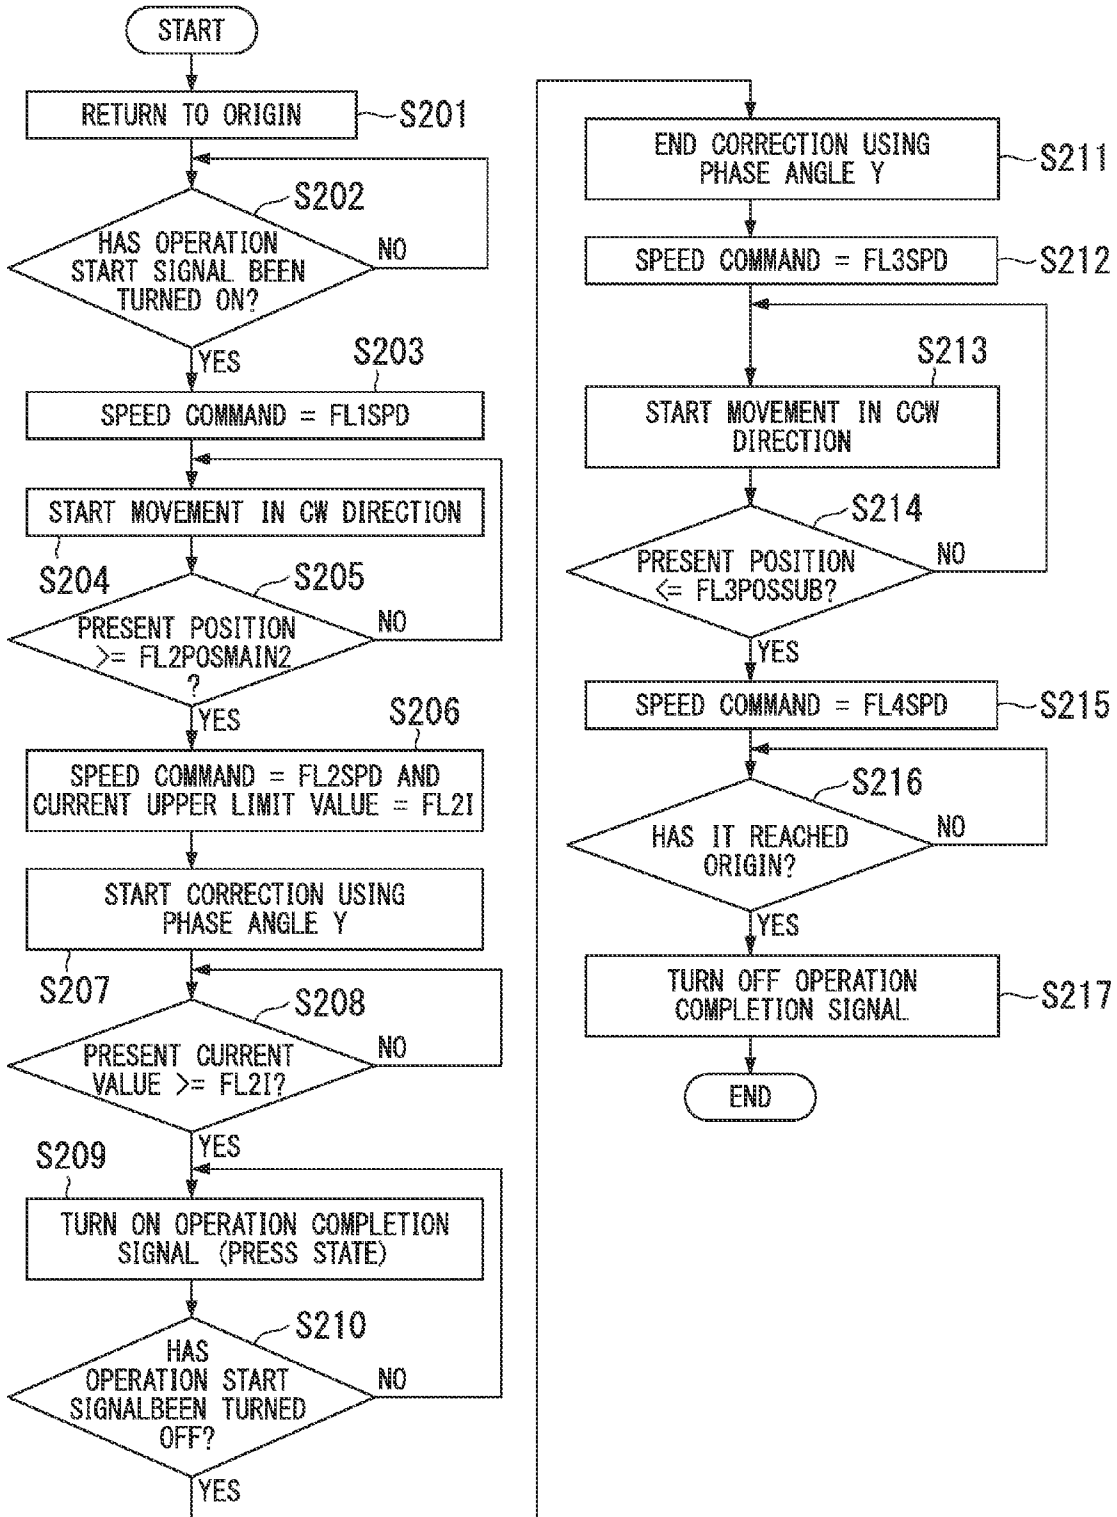 START
RETURN TO ORIGIN
S201
S202
HAS OPERATION
START SIGNAL BEEN
TURNED ON?
NO
YES
S203
SPEED COMMAND = FL1SPD
START MOVEMENT IN CW DIRECTION
S204
S205
PRESENT POSITION
>= FL2POSMAIN2
?
NO
YES
S206
SPEED COMMAND = FL2SPD AND
CURRENT UPPER LIMIT VALUE = FL2I
START CORRECTION USING
PHASE ANGLE Y
S207
S208
PRESENT CURRENT
VALUE >= FL2I?
NO
YES
S209
TURN ON OPERATION COMPLETION
SIGNAL (PRESS STATE)
S210
HAS
OPERATION START
SIGNALBEEN TURNED
OFF?
NO
YES
END CORRECTION USING
PHASE ANGLE Y
S211
SPEED COMMAND = FL3SPD
S212
S213
START MOVEMENT IN CCW
DIRECTION
S214
PRESENT POSITION
<= FL3POSSUB?
NO
YES
SPEED COMMAND = FL4SPD
S215
S216
HAS IT REACHED
ORIGIN?
NO
YES
TURN OFF OPERATION
COMPLETION SIGNAL
S217
END